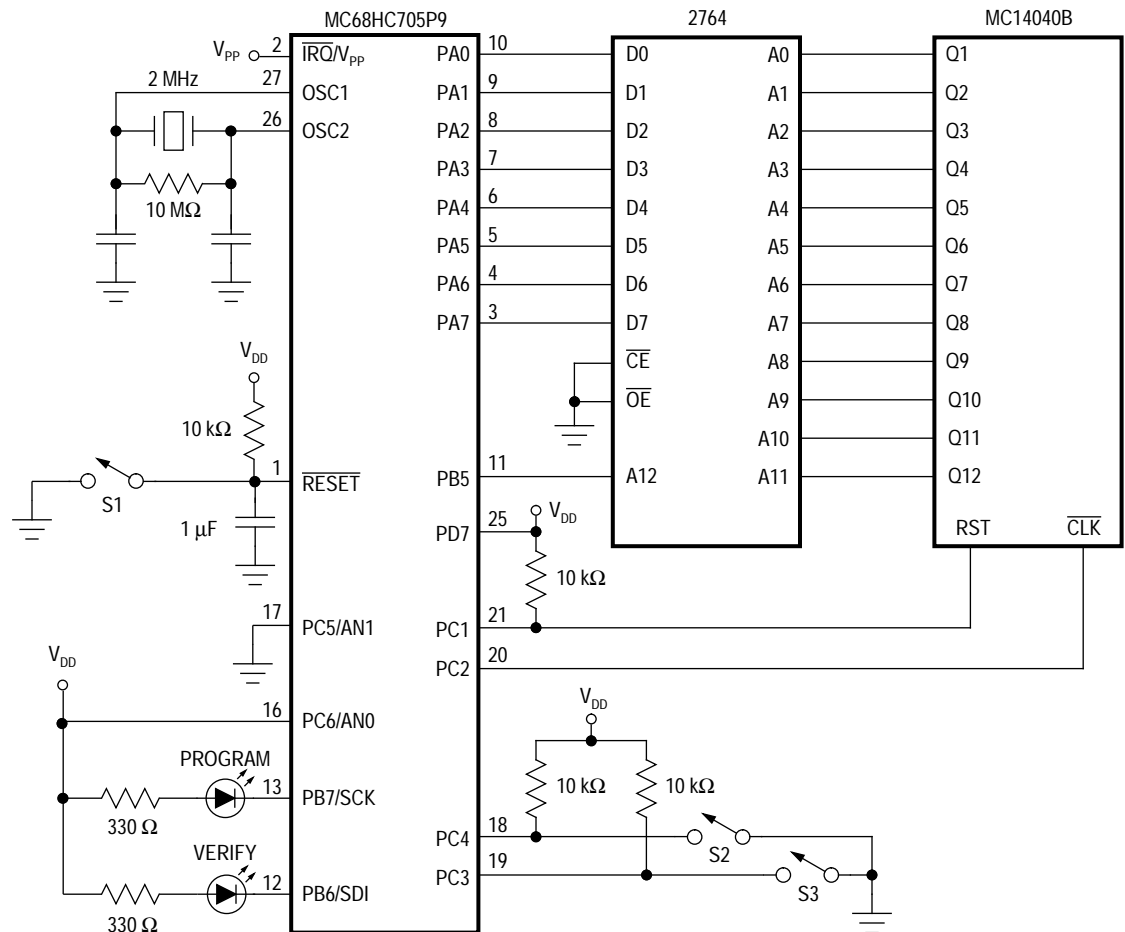 MC68HC705P9
2764
MC14040B
VPP
2
IRQ/VPP
PA0
10
D0
A0
Q1
2 MHz
27
OSC1
PA1
9
D1
A1
Q2
26
OSC2
PA2
8
D2
A2
Q3
PA3
7
D3
A3
Q4
10 MΩ
PA4
6
D4
A4
Q5
PA5
5
D5
A5
Q6
PA6
4
D6
A6
Q7
PA7
3
D7
A7
Q8
VDD
CE
A8
Q9
OE
A9
Q10
10 kΩ
A10
Q11
1
RESET
PB5
11
A12
A11
Q12
S1
1 µF
PD7
25
VDD
RST
CLK
10 kΩ
17
PC5/AN1
PC1
21
PC2
20
VDD
VDD
16
PC6/AN0
PROGRAM
13
PB7/SCK
10 kΩ
10 kΩ
330 Ω
PC4
18
S2
VERIFY
12
PB6/SDI
PC3
19
S3
330 Ω